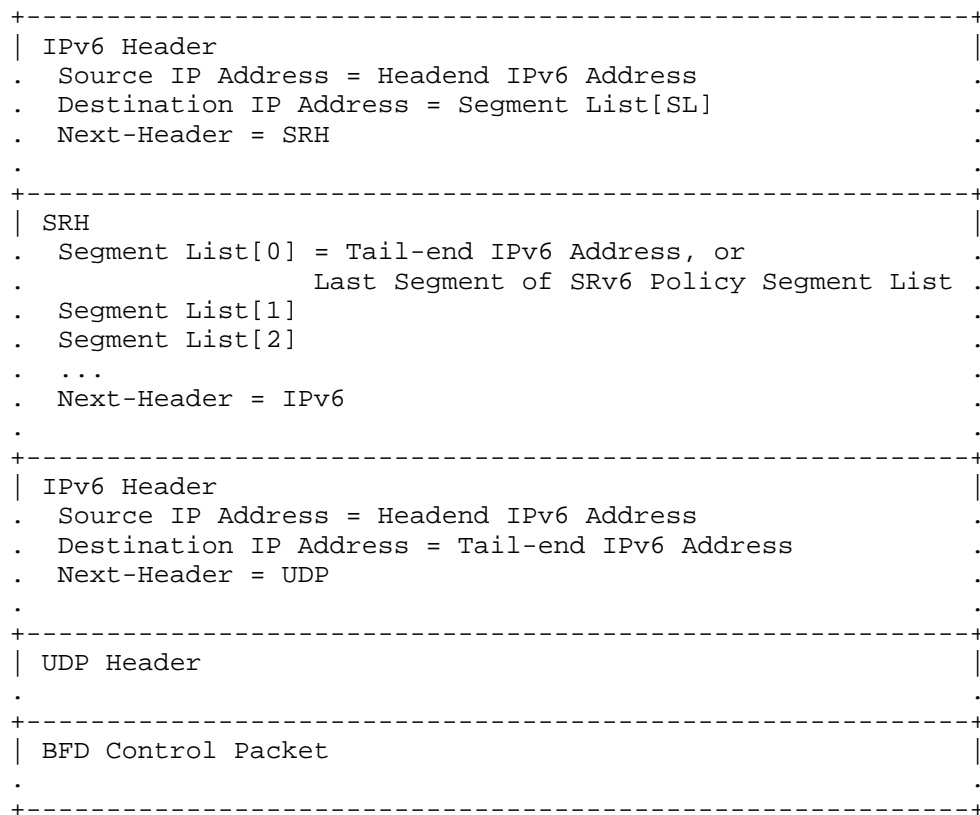 +-----------------------------------------------------------+
| IPv6 Header                                               |
.  Source IP Address = Headend IPv6 Address                 .
.  Destination IP Address = Segment List[SL]                .
.  Next-Header = SRH                                        .
.                                                           .
+-----------------------------------------------------------+
| SRH                                                       |
.  Segment List[0] = Tail-end IPv6 Address, or              .
.                  Last Segment of SRv6 Policy Segment List .
.  Segment List[1]                                          .
.  Segment List[2]                                          .
.  ...                                                      .
.  Next-Header = IPv6                                       .
.                                                           .
+-----------------------------------------------------------+
| IPv6 Header                                               |
.  Source IP Address = Headend IPv6 Address                 .
.  Destination IP Address = Tail-end IPv6 Address           .
.  Next-Header = UDP                                        .
.                                                           .
+-----------------------------------------------------------+
| UDP Header                                                |
.                                                           .
+-----------------------------------------------------------+
| BFD Control Packet                                        |
.                                                           .
+-----------------------------------------------------------+